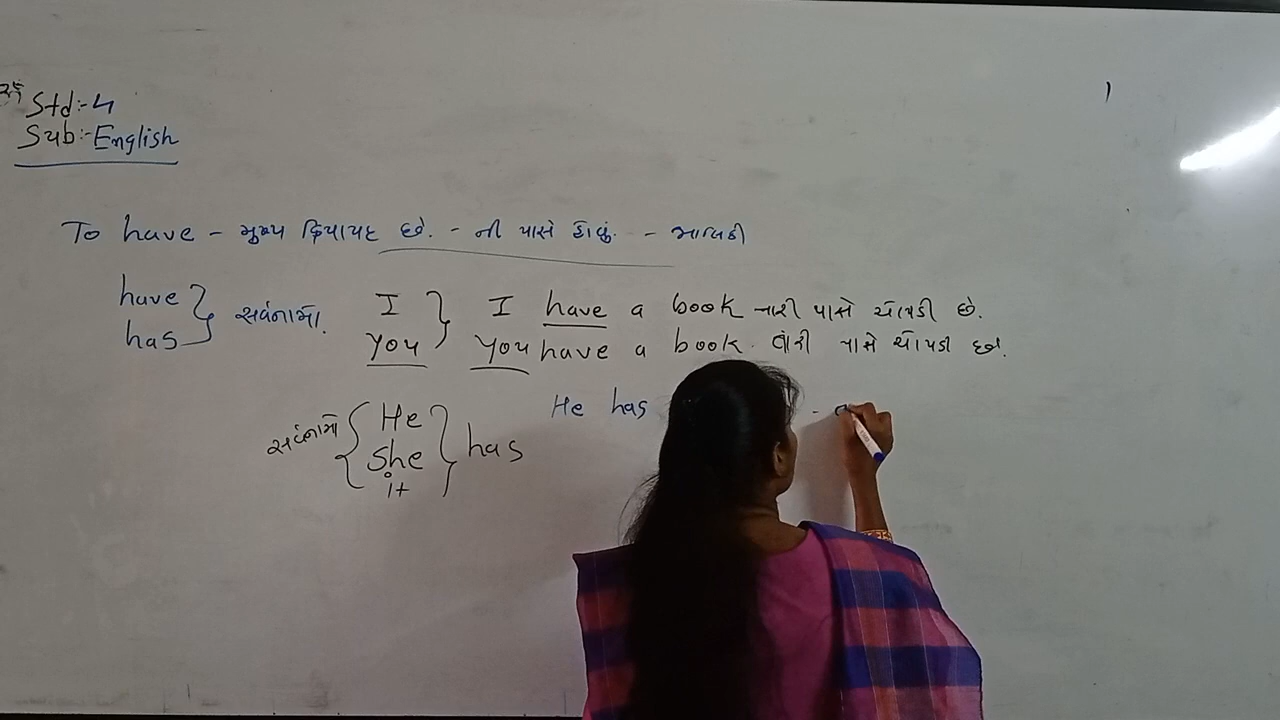 Std:- 4
Sub:- English
To have - મુખ્ય ક્રિયાપદ છે. - ની પાસે હોવું. - માલિકી
have
has } સર્વનામો.
I
You }
I have a book મારી પાસે ચોપડી છે.
You have a book. તારી પાસે ચોપડી છે.
સર્વનામો { He
She
it } has
He has